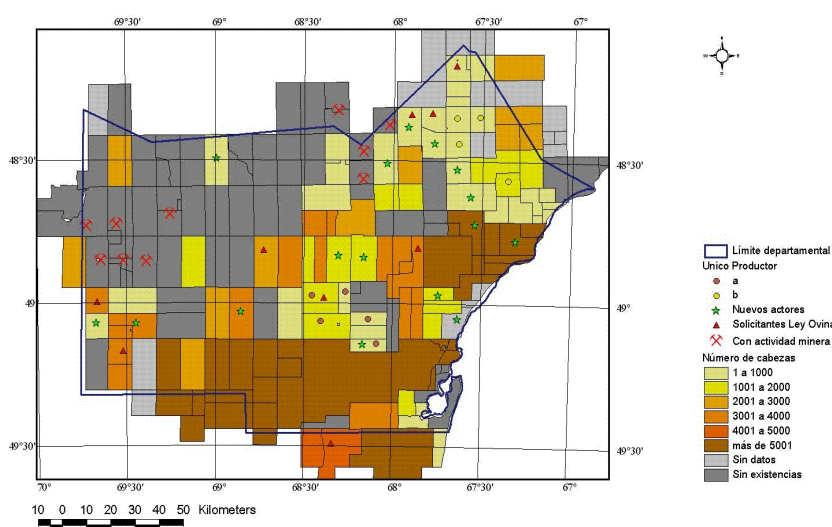 69°30' 69° 68°30' 68° 67°30' 67°
48°30' 48°30'
49° 49°
49°30' 49°30'
70° 69°30' 69° 68°30' 68° 67°30' 67°
10 0 10 20 30 40 50 Kilometers
Límite departamental
Unico Productor
a
b
Nuevos actores
Solicitantes Ley Ovina
Con actividad minera
Número de cabezas
1 a 1000
1001 a 2000
2001 a 3000
3001 a 4000
4001 a 5000
más de 5001
Sin datos
Sin existencias